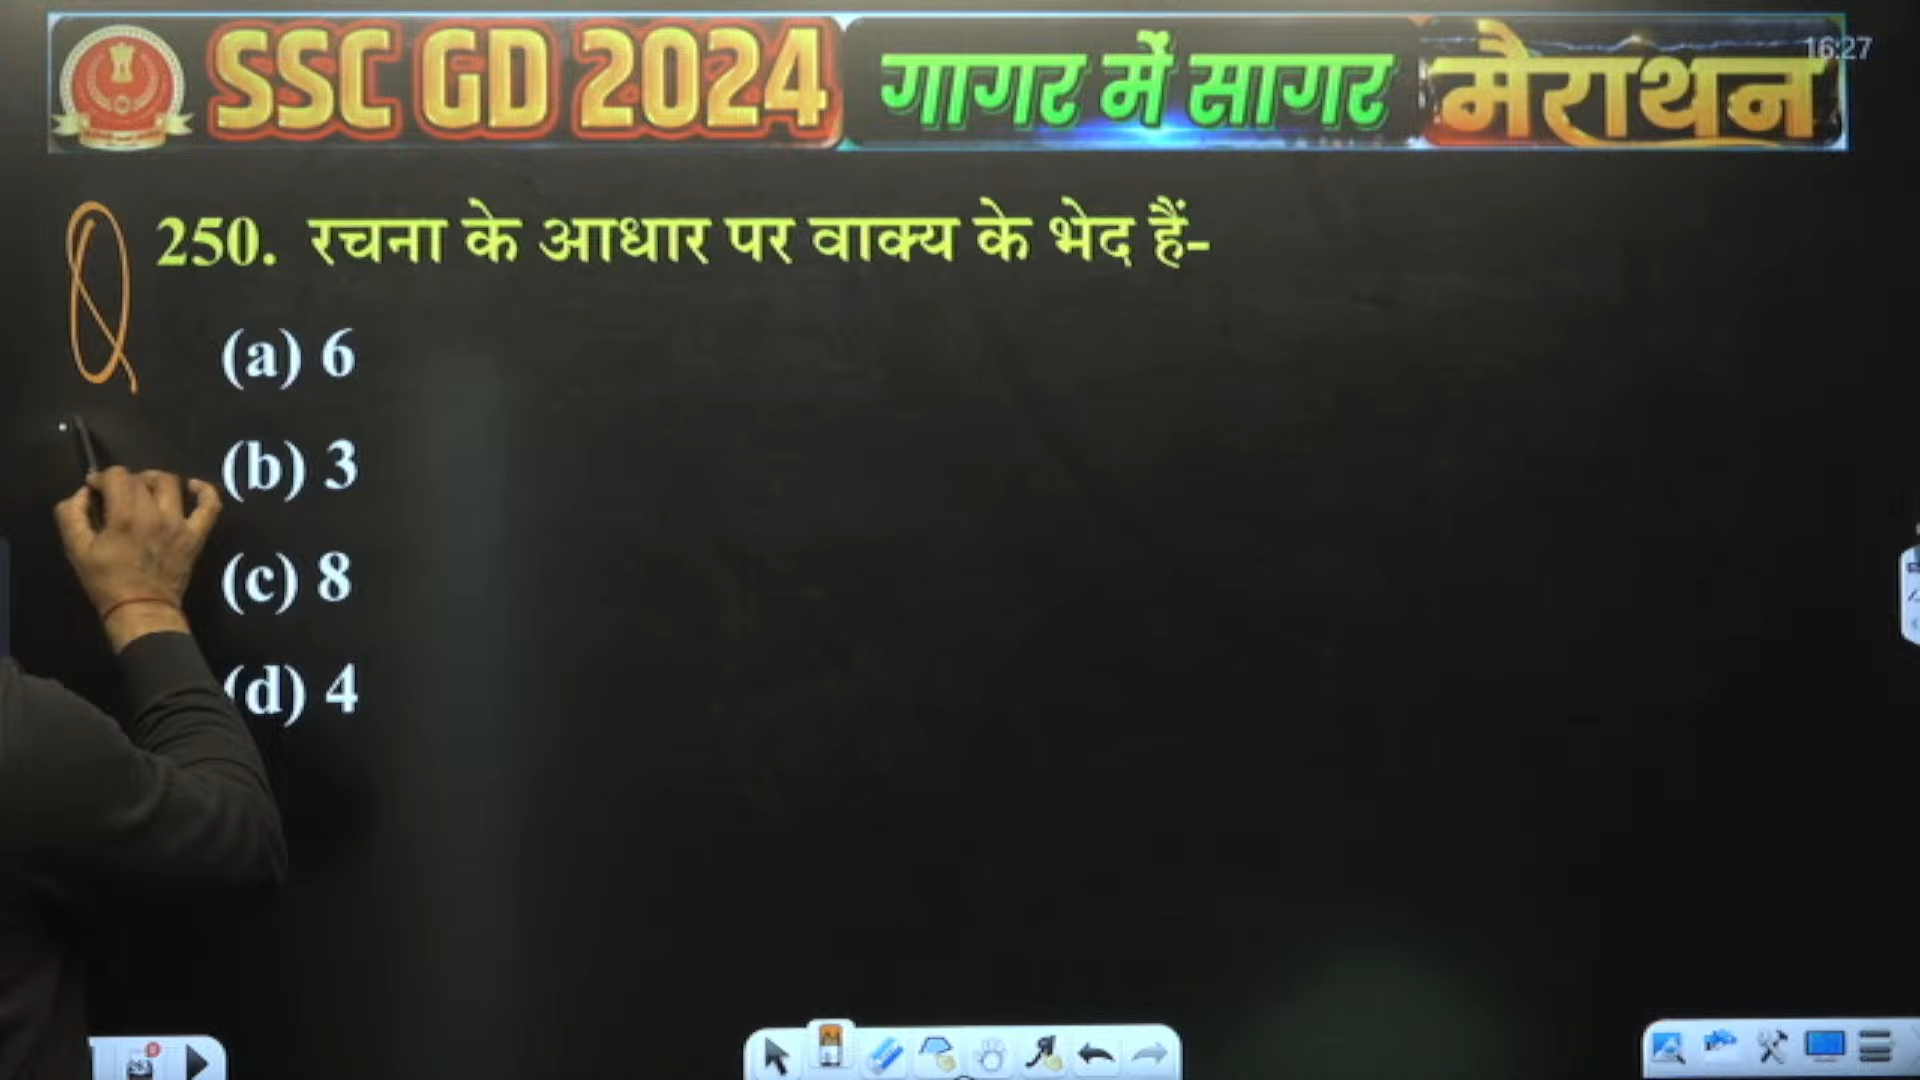 SSC GD 2024 गागर में सागर मैराथन
16:27
Q
250. रचना के आधार पर वाक्य के भेद हैं-
(a) 6
(b) 3
(c) 8
(d) 4